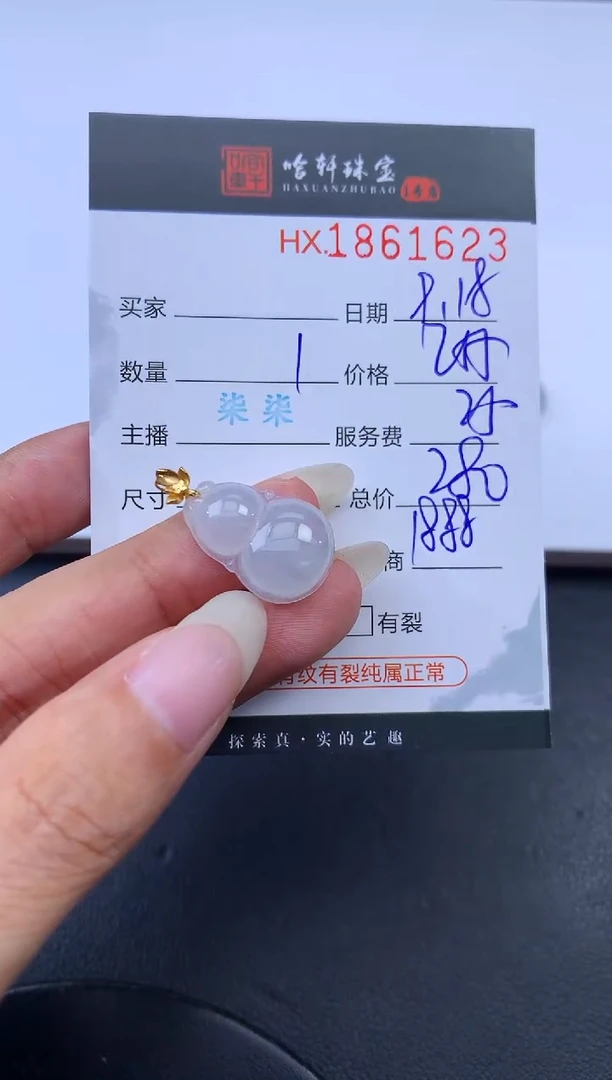 哈轩珠宝
HAXUANZHUBAO
HX.1861623
买家 日期 8.18
数量 1 价格
主播 柒柒 服务费 25
尺寸 总价 280
商 1888
有裂
有纹有裂纯属正常
探索真·实的艺趣